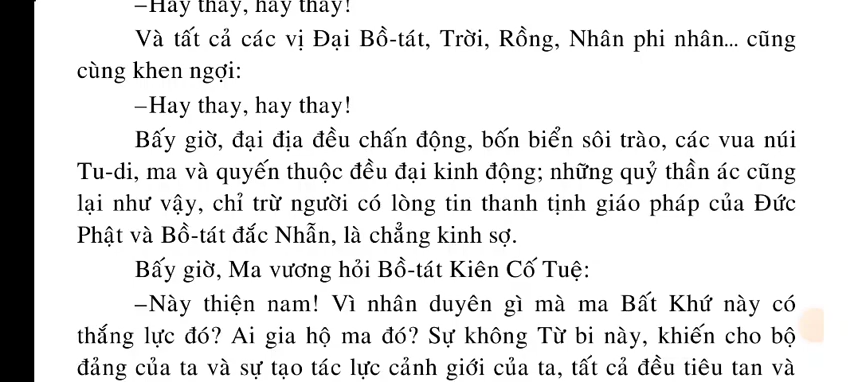 –Hay thay, hay thay!
Và tất cả các vị Đại Bồ-tát, Trời, Rồng, Nhân phi nhân... cũng
cùng khen ngợi:
–Hay thay, hay thay!
Bấy giờ, đại địa đều chấn động, bốn biển sôi trào, các vua núi
Tu-di, ma và quyến thuộc đều đại kinh động; những quỷ thần ác cũng
lại như vậy, chỉ trừ người có lòng tin thanh tịnh giáo pháp của Đức
Phật và Bồ-tát đắc Nhẫn, là chẳng kinh sợ.
Bấy giờ, Ma vương hỏi Bồ-tát Kiên Cố Tuệ:
–Này thiện nam! Vì nhân duyên gì mà ma Bất Khứ này có
thắng lực đó? Ai gia hộ ma đó? Sự không Từ bi này, khiến cho bộ
đảng của ta và sự tạo tác lực cảnh giới của ta, tất cả đều tiêu tan và